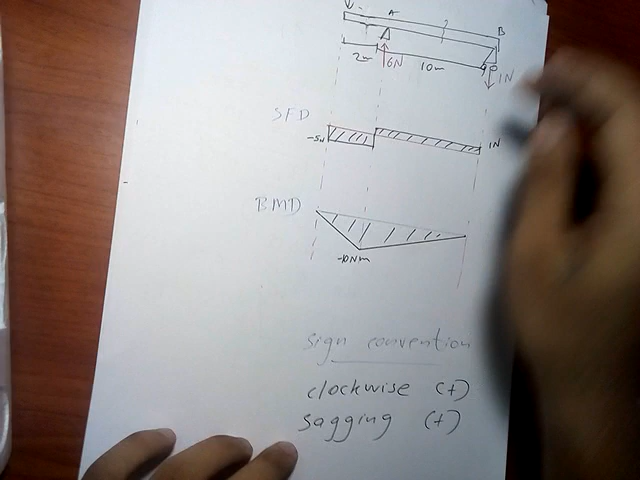 A B
2m 6N 10m 1N
SFD
-5N 1N
BMD
-10Nm
sign convention
clockwise (+)
sagging (+)